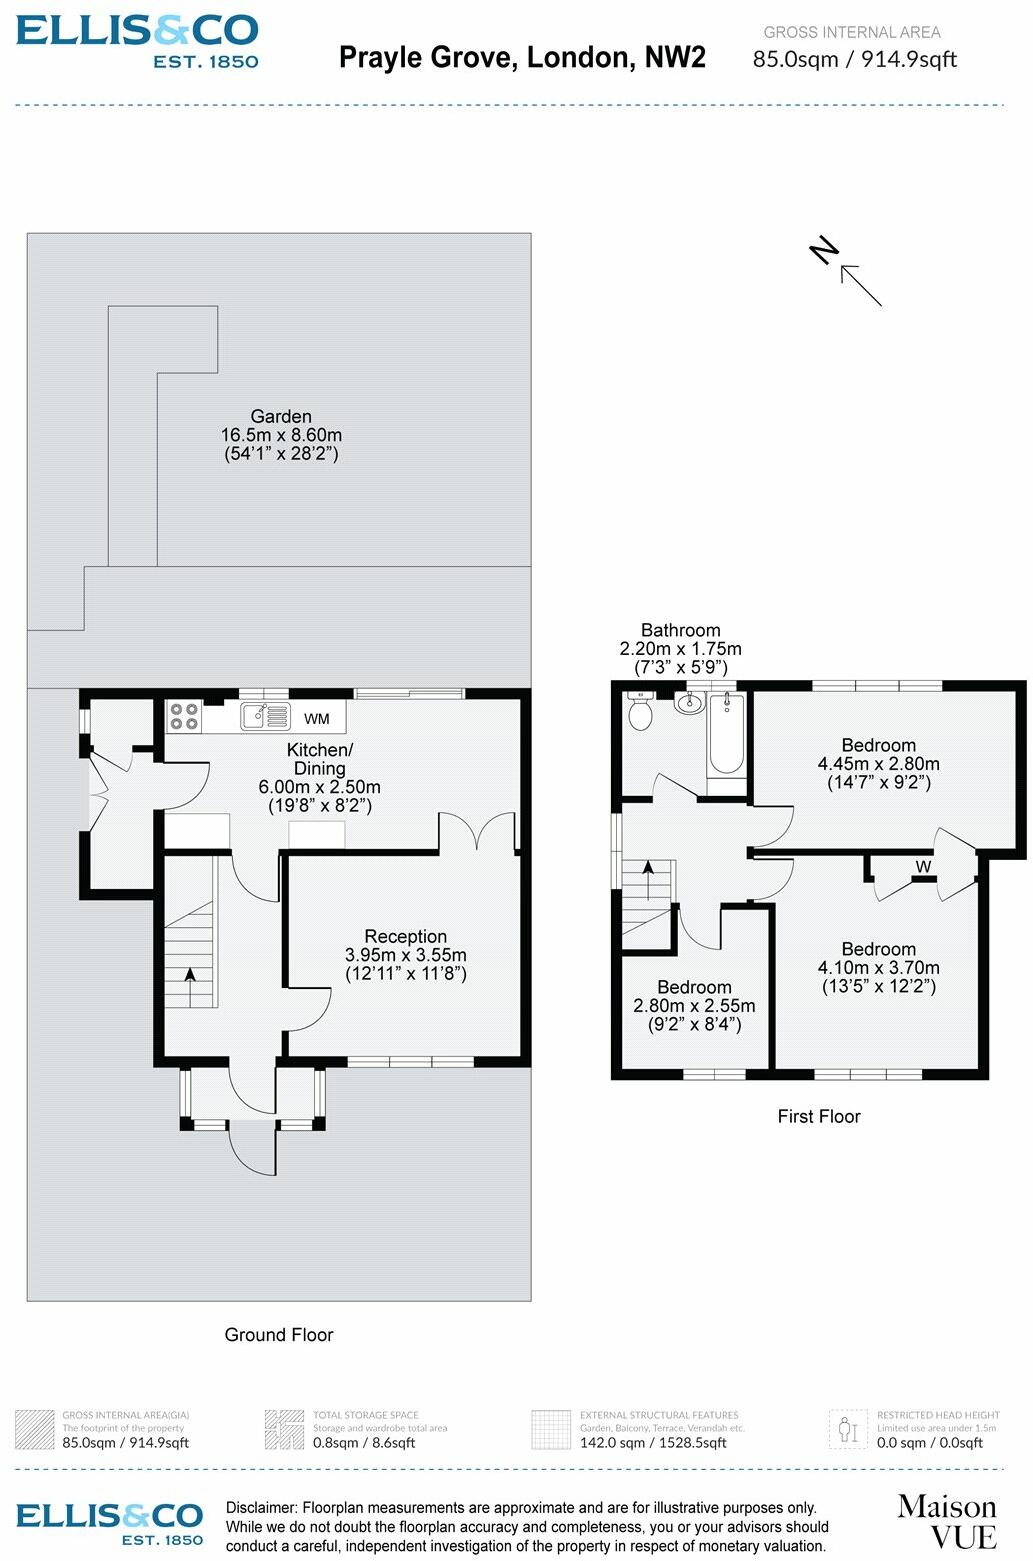 ELLIS&CO
EST. 1850
Prayle Grove, London, NW2
GROSS INTERNAL AREA
85.0sqm / 914.9sqft
N
Garden
16.5m x 8.60m
(54'1" x 28'2")
WM
Kitchen/
Dining
6.00m x 2.50m
(19'8" x 8'2")
Reception
3.95m x 3.55m
(12'11" x 11'8")
Ground Floor
Bathroom
2.20m x 1.75m
(7'3" x 5'9")
Bedroom
4.45m x 2.80m
(14'7" x 9'2")
W
Bedroom
4.10m x 3.70m
(13'5" x 12'2")
Bedroom
2.80m x 2.55m
(9'2" x 8'4")
First Floor
GROSS INTERNAL AREA(GIA)
The footprint of the property
85.0sqm / 914.9sqft
TOTAL STORAGE SPACE
Storage and wardrobe total area
0.8sqm / 8.6sqft
EXTERNAL STRUCTURAL FEATURES
Garden, Balcony, Terrace, Verandah etc.
142.0 sqm / 1528.5sqft
RESTRICTED HEAD HEIGHT
Limited use area under 1.5m
0.0 sqm / 0.0sqft
ELLIS&CO
EST. 1850
Disclaimer: Floorplan measurements are approximate and are for illustrative purposes only.
While we do not doubt the floorplan accuracy and completeness, you or your advisors should
conduct a careful, independent investigation of the property in respect of monetary valuation.
Maison
VUE